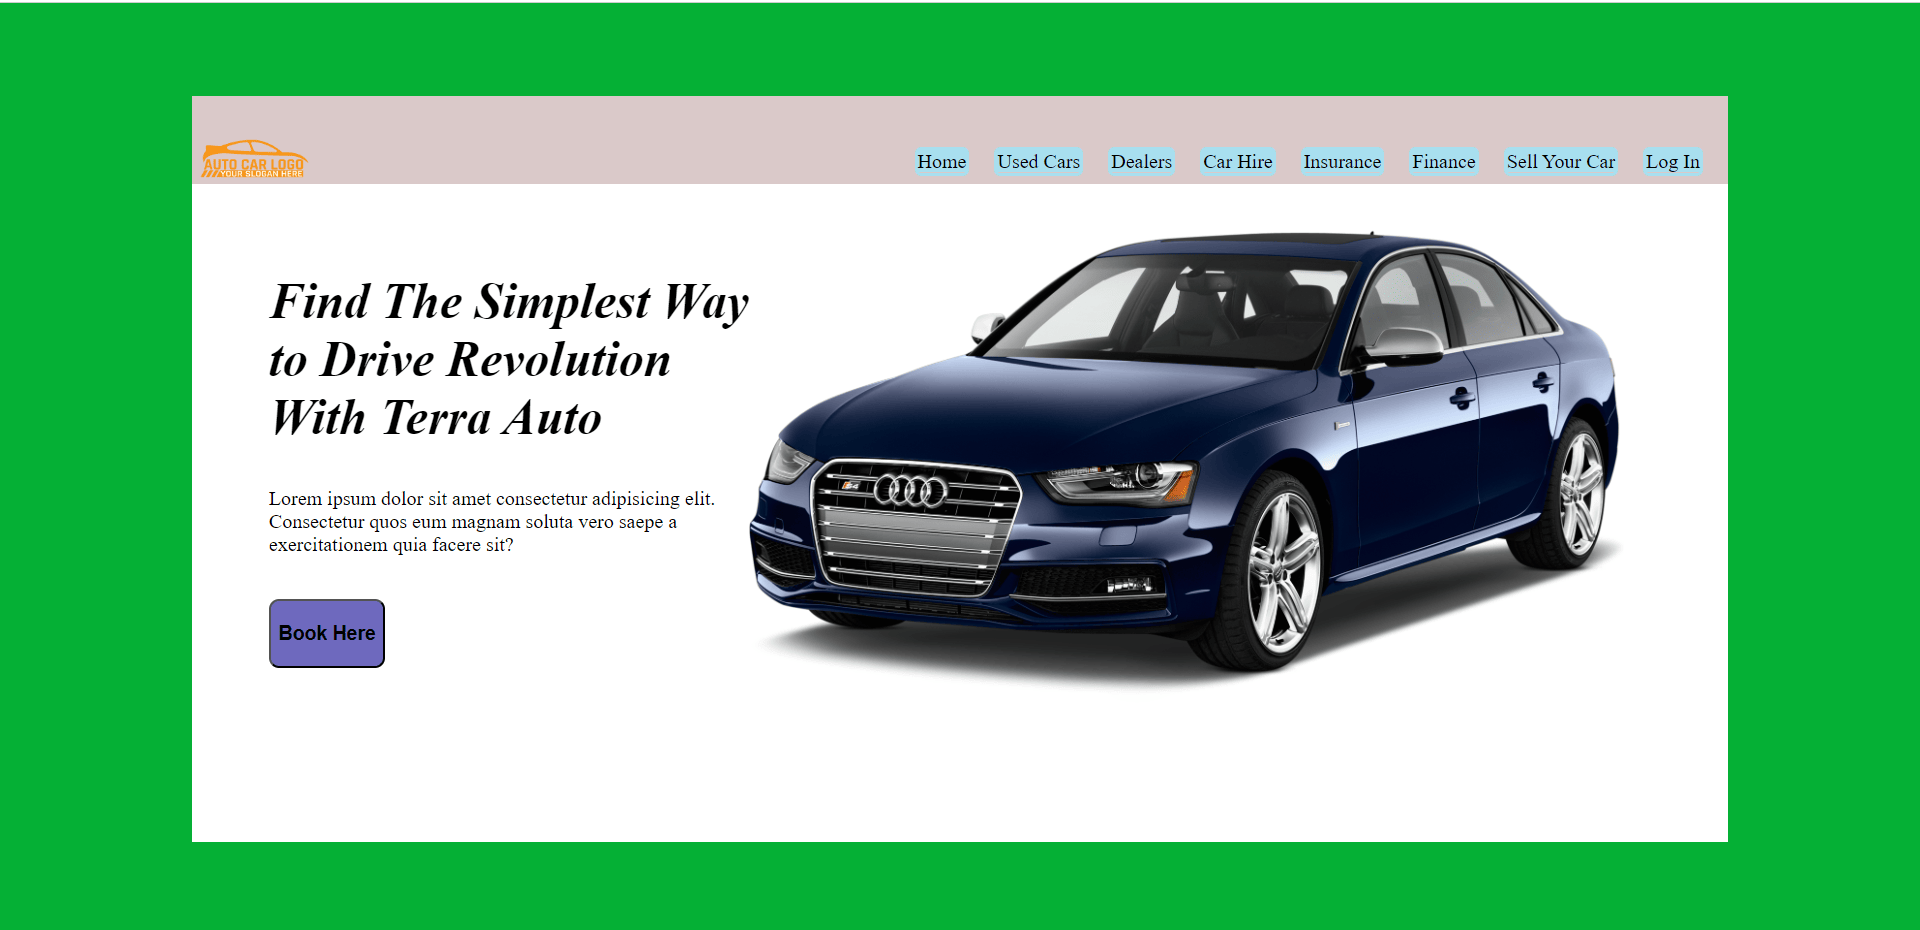 AUTO CAR LOGO
YOUR SLOGAN HERE
Home Used Cars Dealers Car Hire Insurance Finance Sell Your Car Log In
Find The Simplest Way
to Drive Revolution
With Terra Auto
Lorem ipsum dolor sit amet consectetur adipisicing elit.
Consectetur quos eum magnam soluta vero saepe a
exercitationem quia facere sit?
S4
Book Here